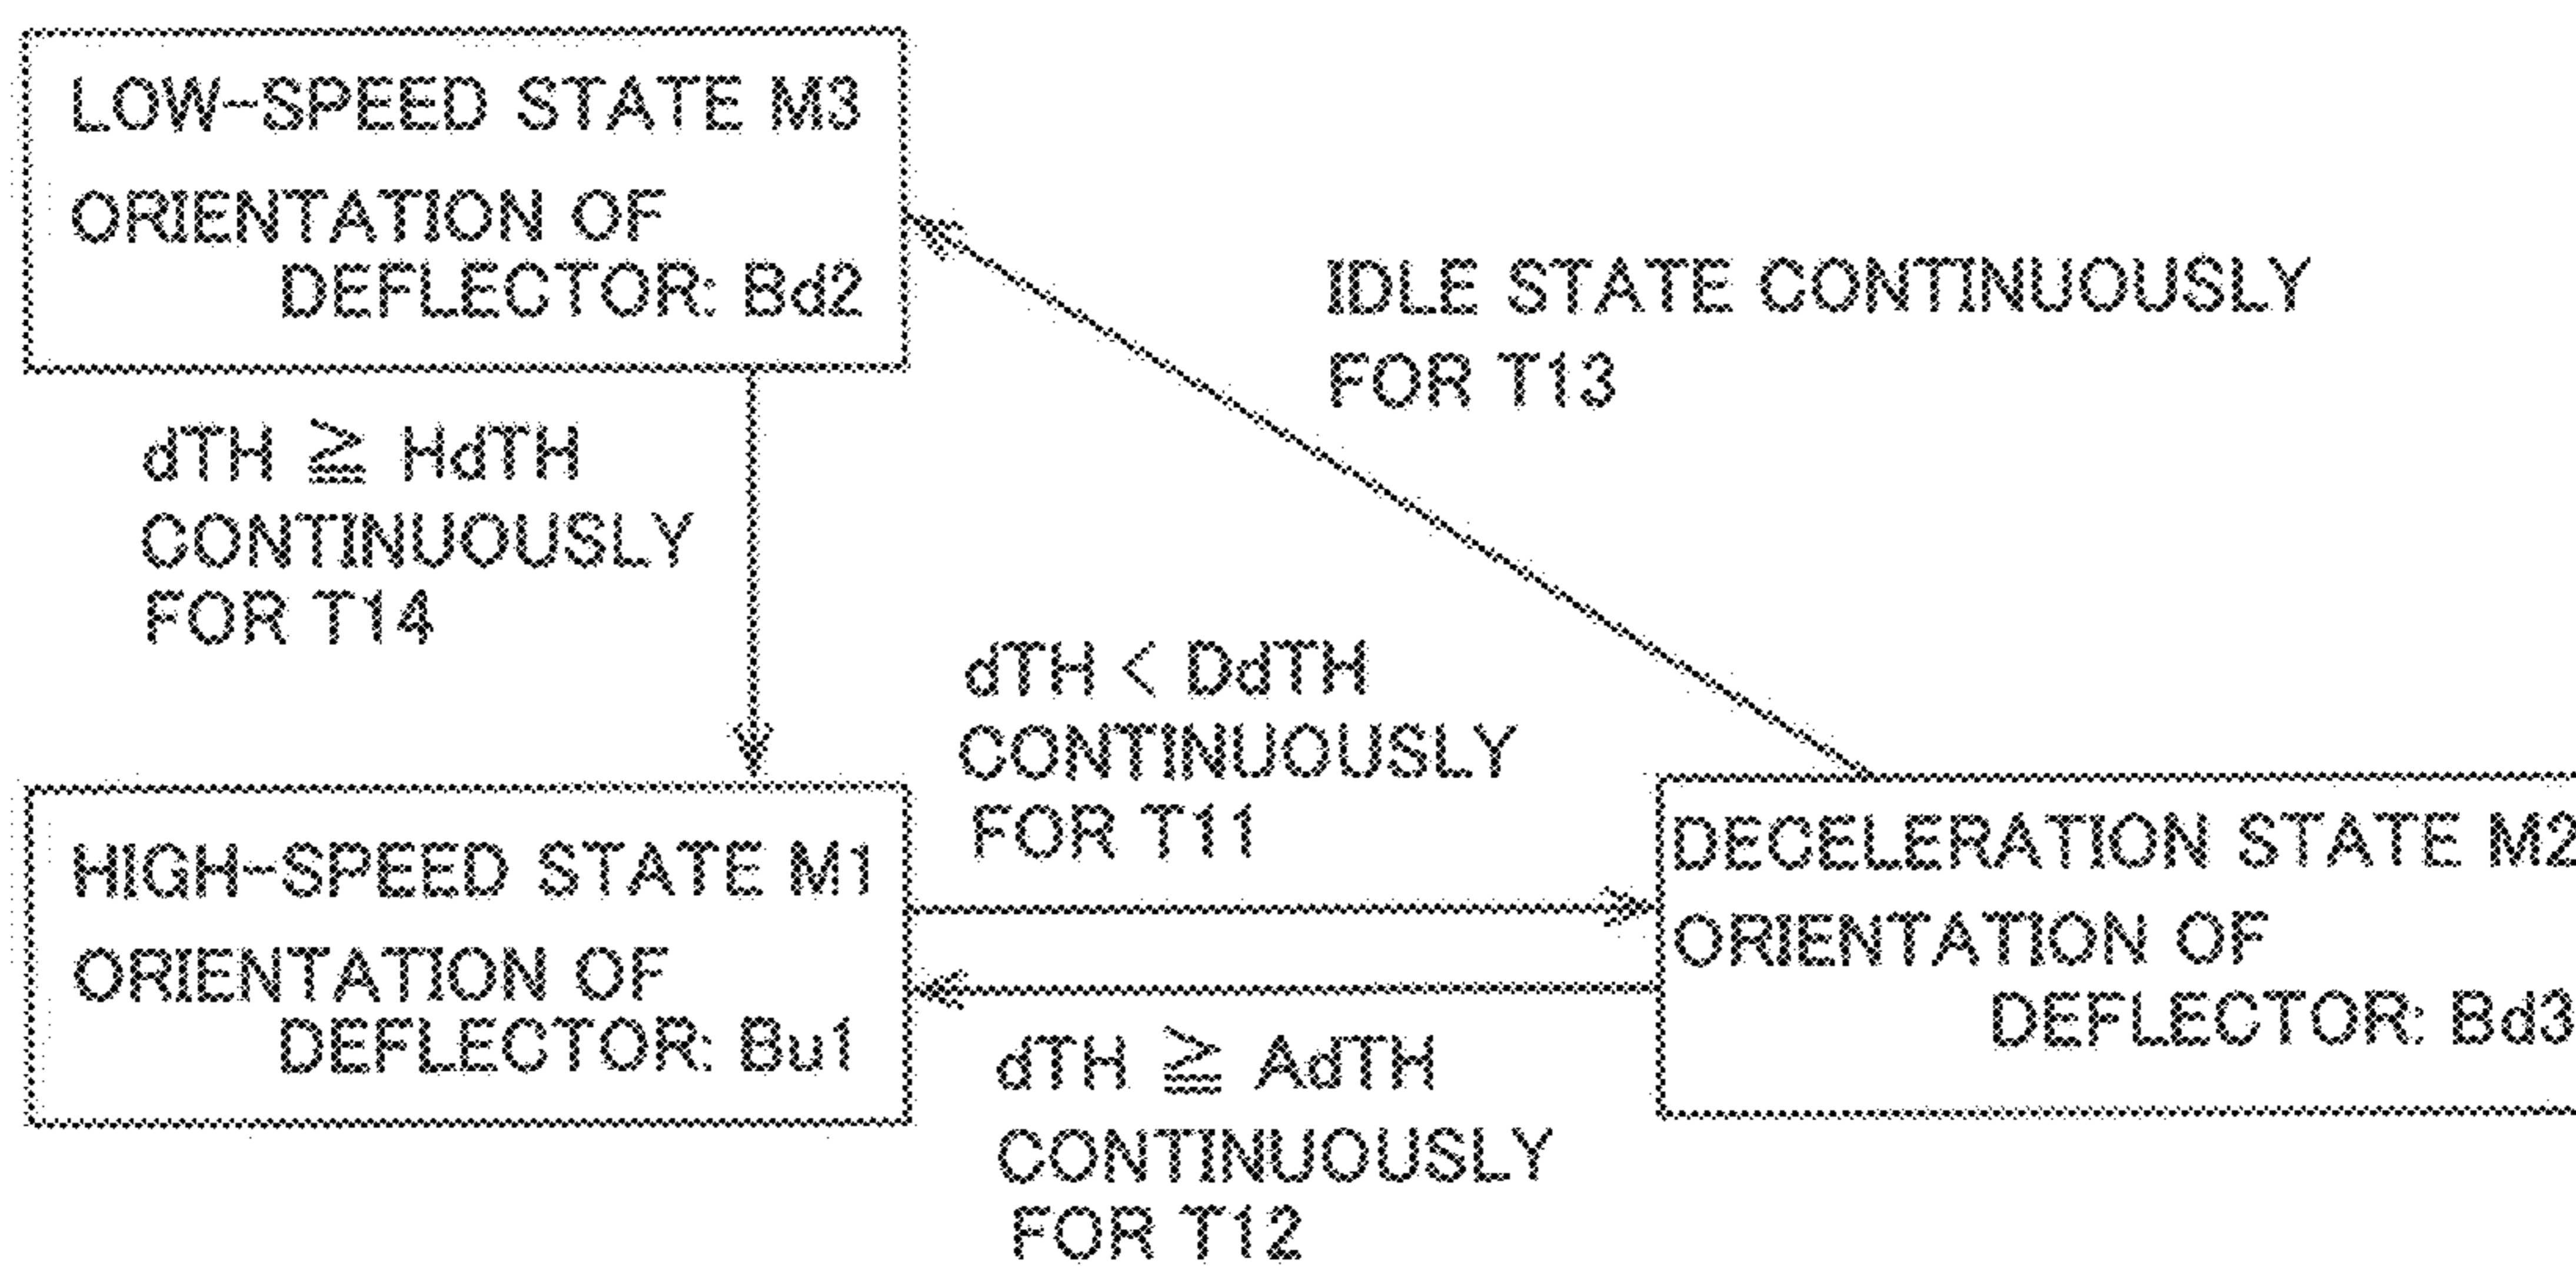 LOW-SPEED STATE M3
ORIENTATION OF
DEFLECTOR: Bd2
IDLE STATE CONTINUOUSLY
FOR T13
dTH ≧ HdTH
CONTINUOUSLY
FOR T14
dTH < DdTH
CONTINUOUSLY
FOR T11
HIGH-SPEED STATE M1
ORIENTATION OF
DEFLECTOR: Bu1
DECELERATION STATE M2
ORIENTATION OF
DEFLECTOR: Bd3
dTH ≧ AdTH
CONTINUOUSLY
FOR T12